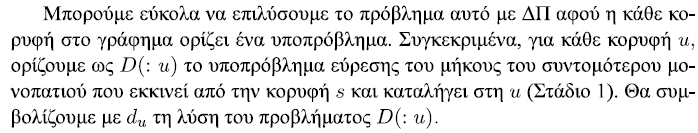 Μπορούμε εύκολα να επιλύσουμε το πρόβλημα αυτό με ΔΠ αφού η κάθε κο-
ρυφή στο γράφημα ορίζει ένα υποπρόβλημα. Συγκεκριμένα, για κάθε κορυφή u,
ορίζουμε ως D(: u) το υποπρόβλημα εύρεσης του μήκους του συντομότερου μο-
νοπατιού που εκκινεί από την κορυφή s και καταλήγει στη u (Στάδιο 1). Θα συμ-
βολίζουμε με d_u τη λύση του προβλήματος D(: u).